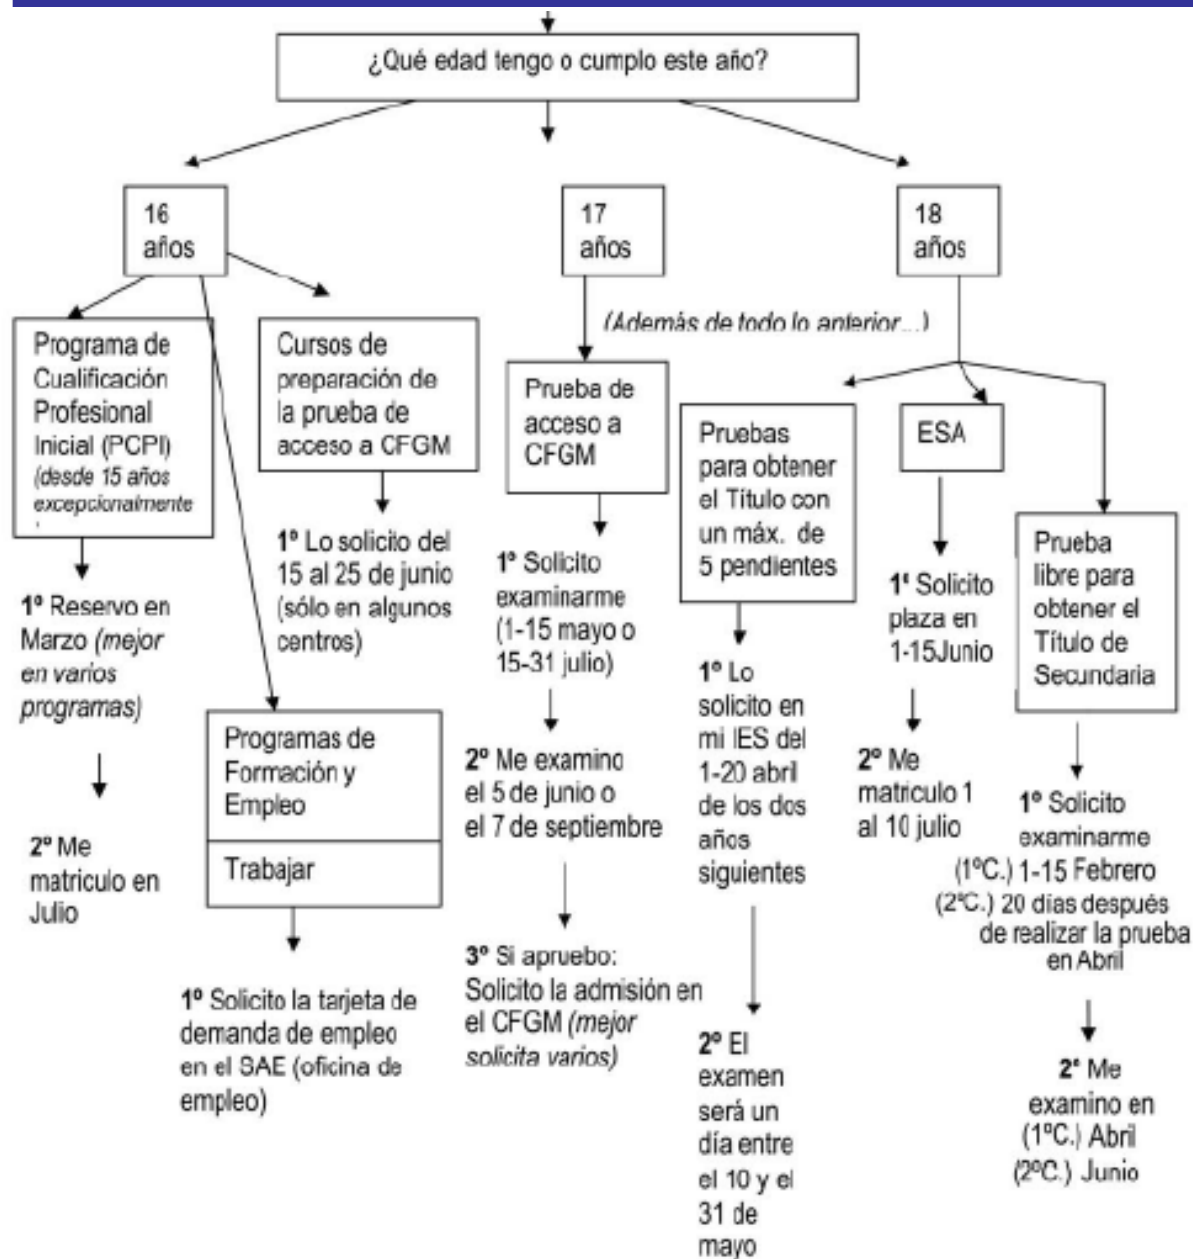 ¿Qué edad tengo o cumplo este año?
16
años
17
años
18
años
(Además de todo lo anterior...)
Programa de
Cualificación
Profesional
Inicial (PCPI)
(desde 15 años
excepcionalmente
1º Reservo en
Marzo (mejor
en varios
programas)
2º Me
matriculo en
Julio
Cursos de
preparación de
la prueba de
acceso a CFGM
1º Lo solicito del
15 al 25 de junio
(sólo en algunos
centros)
Programas de
Formación y
Empleo
Trabajar
1º Solicito la tarjeta de
demanda de empleo
en el SAE (oficina de
empleo)
Prueba de
acceso a
CFGM
1º Solicito
examinarme
(1-15 mayo o
15-31 julio)
2º Me examino
el 5 de junio o
el 7 de septiembre
3º Si apruebo:
Solicito la admisión en
el CFGM (mejor
solicita varios)
Pruebas
para obtener
el Título con
un máx. de
5 pendientes
1º Lo
solicito en
mi IES del
1-20 abril
de los dos
años
siguientes
2º El
examen
será un
día entre
el 10 y el
31 de
mayo
ESA
1º Solicito
plaza en
1-15Junio
2º Me
matriculo 1
al 10 julio
Prueba
libre para
obtener el
Título de
Secundaria
1º Solicito
examinarme
(1ºC.) 1-15 Febrero
(2ºC.) 20 días después
de realizar la prueba
en Abril
2º Me
examino en
(1ºC.) Abril
(2ºC.) Junio